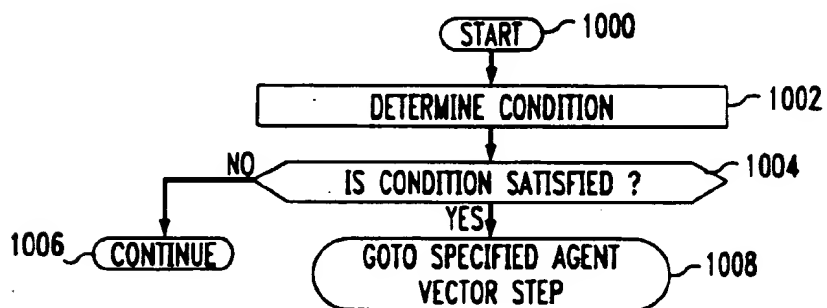 START 1000
DETERMINE CONDITION 1002
IS CONDITION SATISFIED ? 1004
NO
YES
1006 CONTINUE
GOTO SPECIFIED AGENT
VECTOR STEP
1008